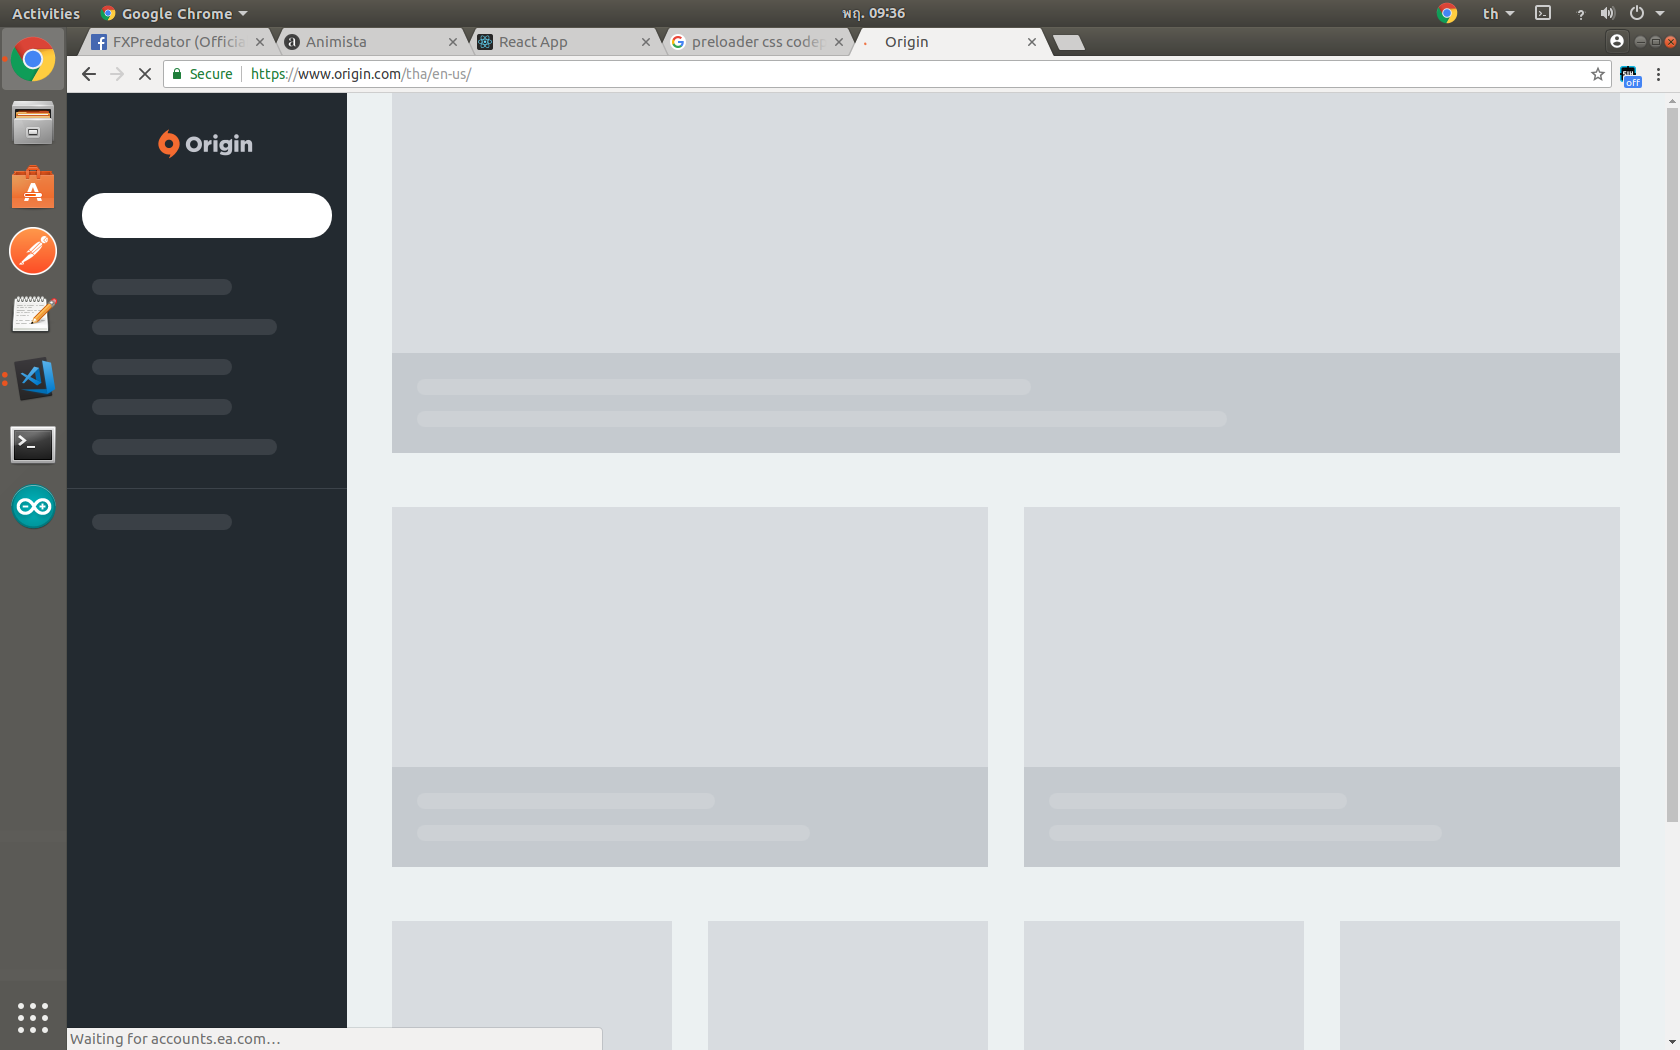 Activities
Google Chrome
พฤ. 09:36
th
FXPredator (Officia
Animista
React App
preloader css codep
Origin
Secure
https://www.origin.com/tha/en-us/
off
Origin
Waiting for accounts.ea.com...